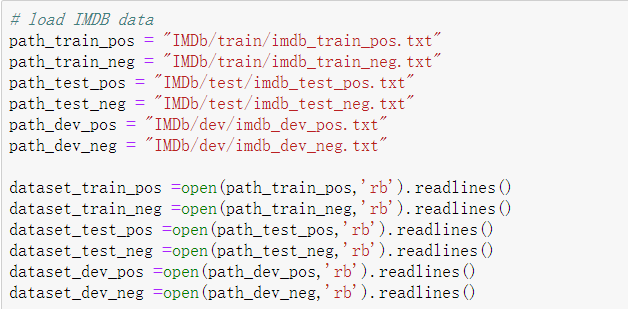 # load IMDB data
path_train_pos = "IMDb/train/imdb_train_pos.txt"
path_train_neg = "IMDb/train/imdb_train_neg.txt"
path_test_pos = "IMDb/test/imdb_test_pos.txt"
path_test_neg = "IMDb/test/imdb_test_neg.txt"
path_dev_pos = "IMDb/dev/imdb_dev_pos.txt"
path_dev_neg = "IMDb/dev/imdb_dev_neg.txt"
dataset_train_pos =open(path_train_pos,'rb').readlines()
dataset_train_neg =open(path_train_neg,'rb').readlines()
dataset_test_pos =open(path_test_pos,'rb').readlines()
dataset_test_neg =open(path_test_neg,'rb').readlines()
dataset_dev_pos =open(path_dev_pos,'rb').readlines()
dataset_dev_neg =open(path_dev_neg,'rb').readlines()